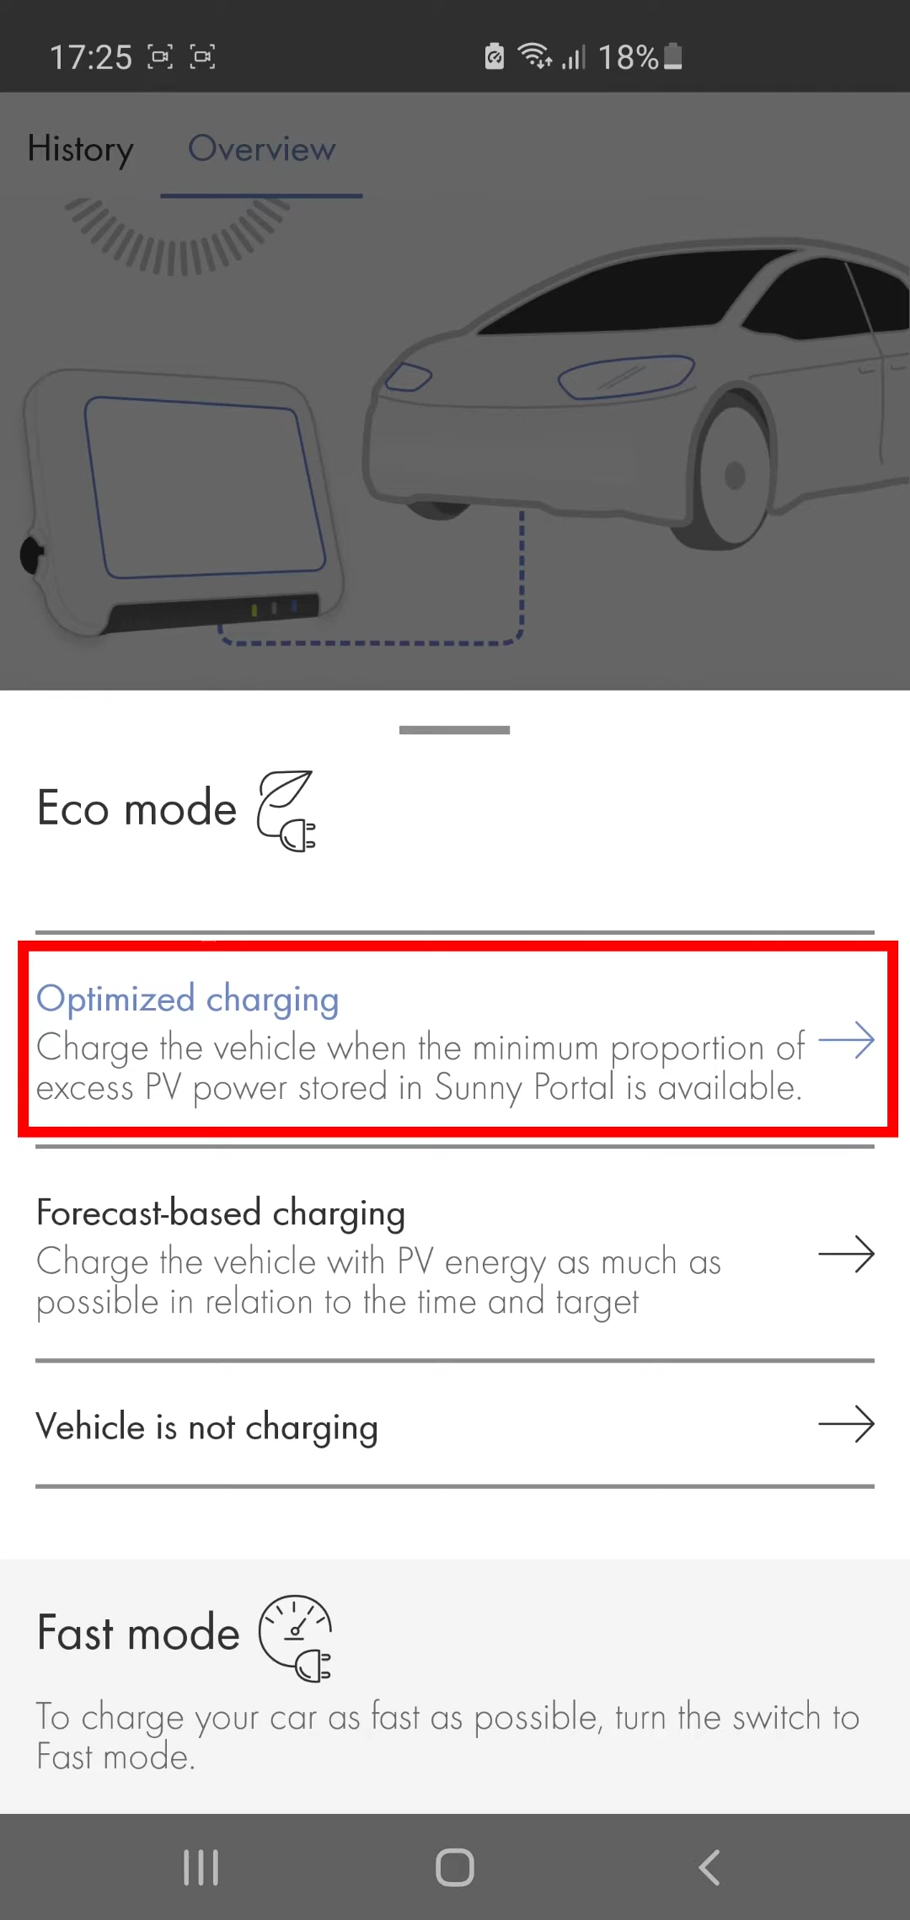 17:25
18%
History
Overview
Eco mode
Optimized charging
Charge the vehicle when the minimum proportion of
excess PV power stored in Sunny Portal is available.
Forecast-based charging
Charge the vehicle with PV energy as much as
possible in relation to the time and target
Vehicle is not charging
Fast mode
To charge your car as fast as possible, turn the switch to
Fast mode.